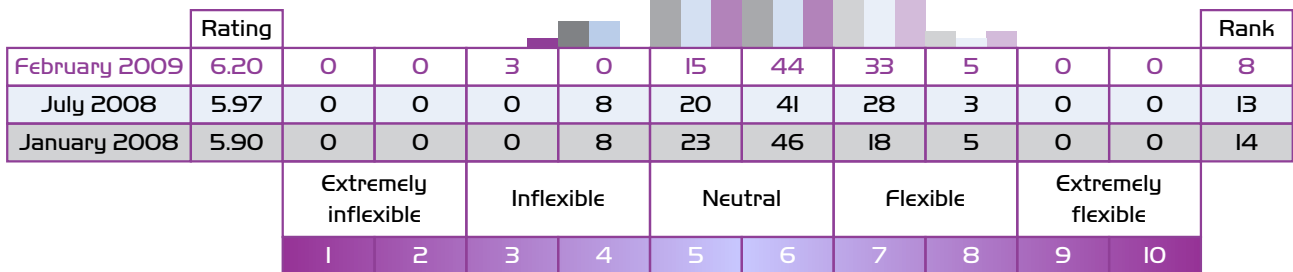 Rating Rank
February 2009 6.20 0 0 3 0 15 44 33 5 0 0 8
July 2008 5.97 0 0 0 8 20 41 28 3 0 0 13
January 2008 5.90 0 0 0 8 23 46 18 5 0 0 14
Extremely inflexible Inflexible Neutral Flexible Extremely flexible
1 2 3 4 5 6 7 8 9 10